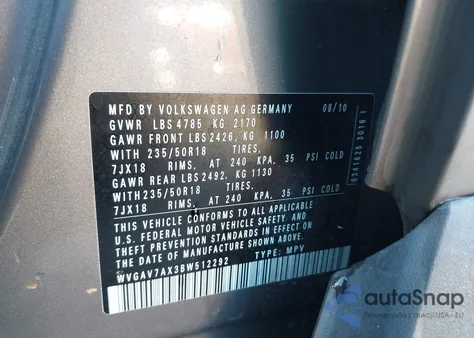 MFD BY VOLKSWAGEN AG GERMANY 08/10
GVWR LBS 4785 KG 2170
GAWR FRONT LBS 2426, KG 1100
WITH 235/50R18 TIRES,
7JX18 RIMS, AT 240 KPA, 35 PSI COLD
GAWR REAR LBS 2492, KG 1130
WITH 235/50R18 TIRES,
7JX18 RIMS, AT 240 KPA, 35 PSI COLD
THIS VEHICLE CONFORMS TO ALL APPLICABLE
U.S. FEDERAL MOTOR VEHICLE SAFETY AND
THEFT PREVENTION STANDARDS IN EFFECT ON
THE DATE OF MANUFACTURE SHOWN ABOVE.
WVGAV7AX3BW512292 TYPE: MPV
autoSnap